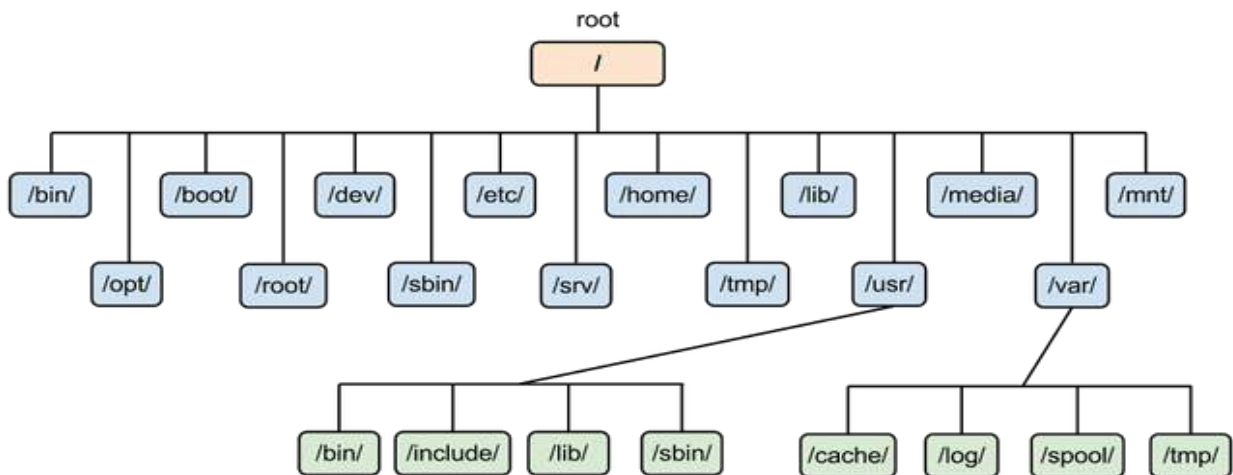 root
/
/bin/ /boot/ /dev/ /etc/ /home/ /lib/ /media/ /mnt/
/opt/ /root/ /sbin/ /srv/ /tmp/ /usr/ /var/
/bin/ /include/ /lib/ /sbin/ /cache/ /log/ /spool/ /tmp/